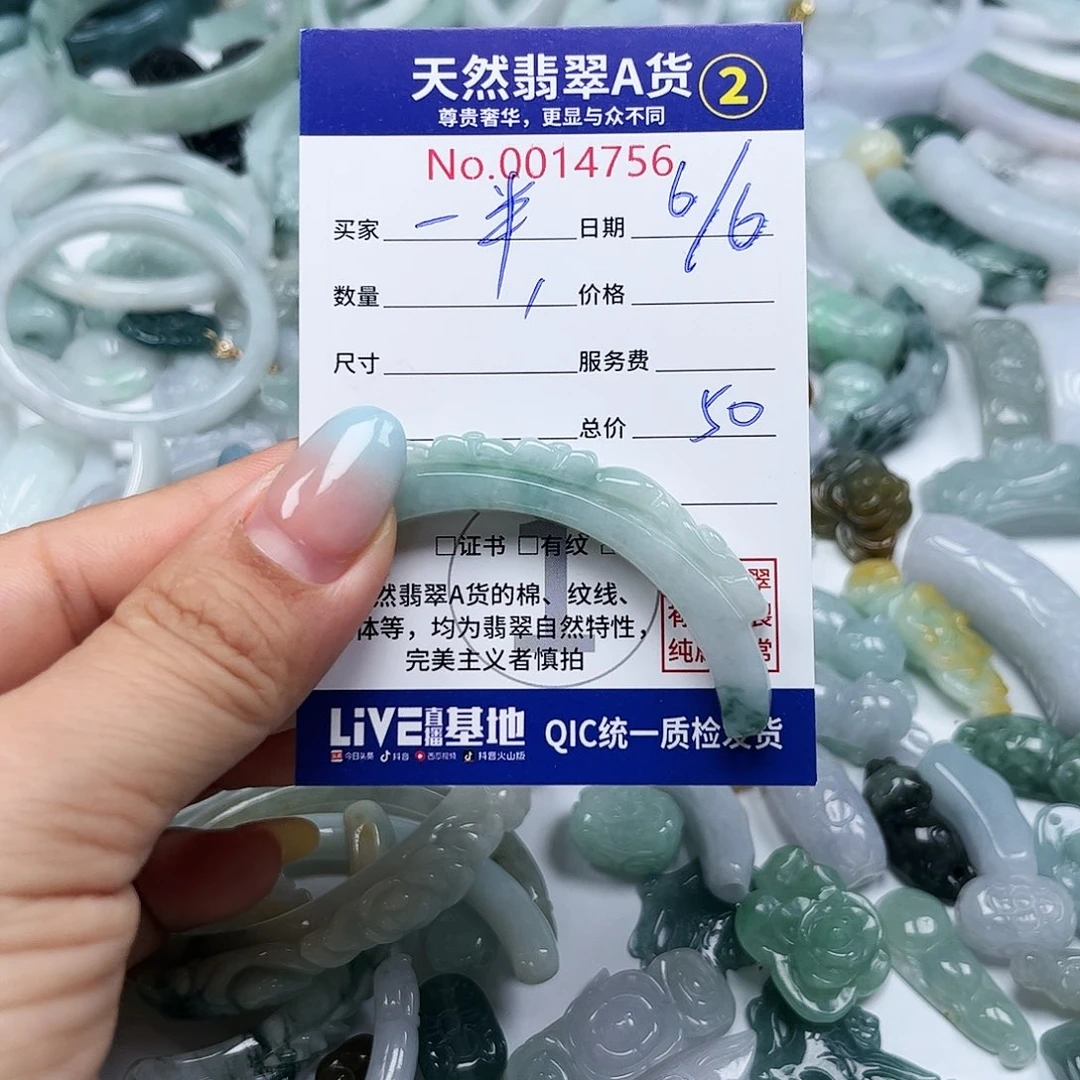 天然翡翠A货 2
尊贵奢华，更显与众不同
No.0014756
买家 一半 日期 6/6
数量 1 价格
尺寸 服务费
总价 50
□证书 □有纹
然翡翠A货的棉、纹线、
体等，均为翡翠自然特性，
完美主义者慎拍
翠
纯 常
LiVE直播基地 QIC统一质检发货
今日头条 抖音 西瓜视频 抖音火山版